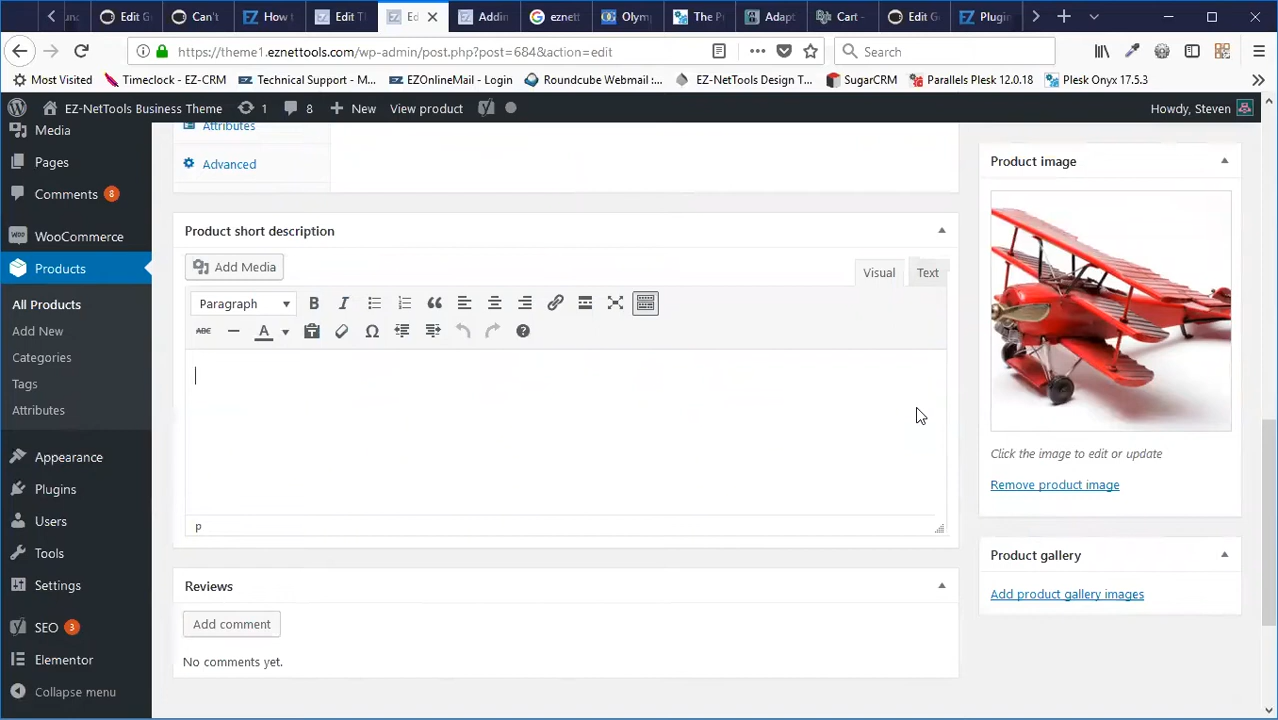 Edit G
Can't
How t
Edit T
Ed
Addin
eznett
Olymp
The P
Adapt
Cart -
Edit G
Plugin
https://theme1.eznettools.com/wp-admin/post.php?post=684&action=edit
Search
Most Visited
Timeclock - EZ-CRM
Technical Support - M...
EZOnlineMail - Login
Roundcube Webmail :...
EZ-NetTools Design T...
SugarCRM
Parallels Plesk 12.0.18
Plesk Onyx 17.5.3
EZ-NetTools Business Theme
1
8
New
View product
Howdy, Steven
Media
Pages
Comments 8
WooCommerce
Products
All Products
Add New
Categories
Tags
Attributes
Appearance
Plugins
Users
Tools
Settings
SEO 3
Elementor
Collapse menu
Attributes
Advanced
Product short description
Add Media
Visual
Text
Paragraph
B
I
ABC
A
p
Reviews
Add comment
No comments yet.
Product image
Click the image to edit or update
Remove product image
Product gallery
Add product gallery images